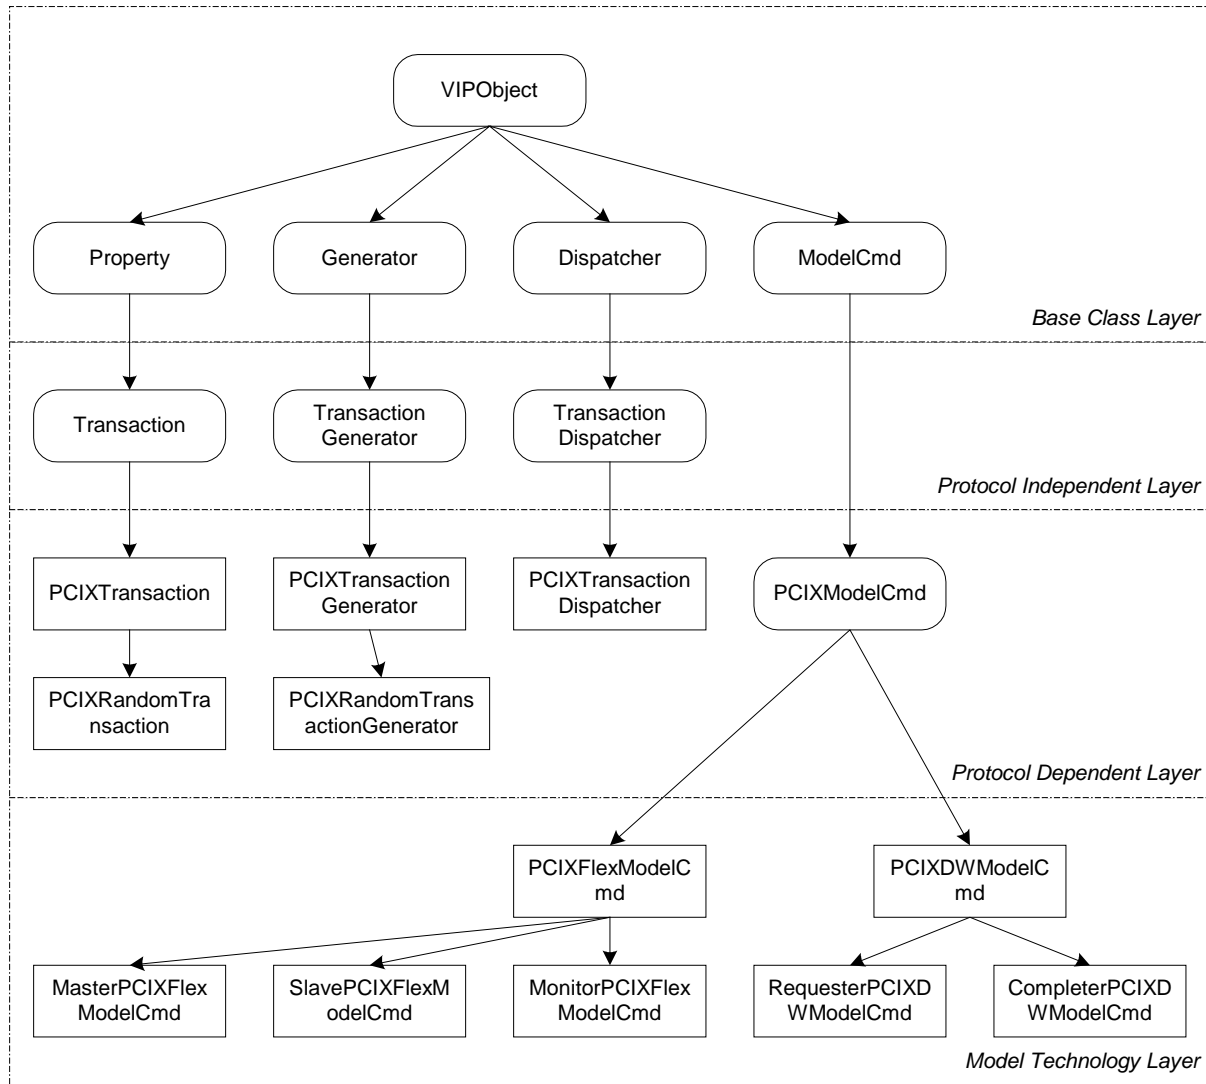 VIPObject
Property
Generator
Dispatcher
ModelCmd
Base Class Layer
Transaction
Transaction
Generator
Transaction
Dispatcher
Protocol Independent Layer
PCIXTransaction
PCIXTransaction
Generator
PCIXTransaction
Dispatcher
PCIXModelCmd
PCIXRandomTra
nsaction
PCIXRandomTrans
actionGenerator
Protocol Dependent Layer
PCIXFlexModelC
md
PCIXDWModelC
md
MasterPCIXFlex
ModelCmd
SlavePCIXFlexM
odelCmd
MonitorPCIXFlex
ModelCmd
RequesterPCIXD
WModelCmd
CompleterPCIXD
WModelCmd
Model Technology Layer